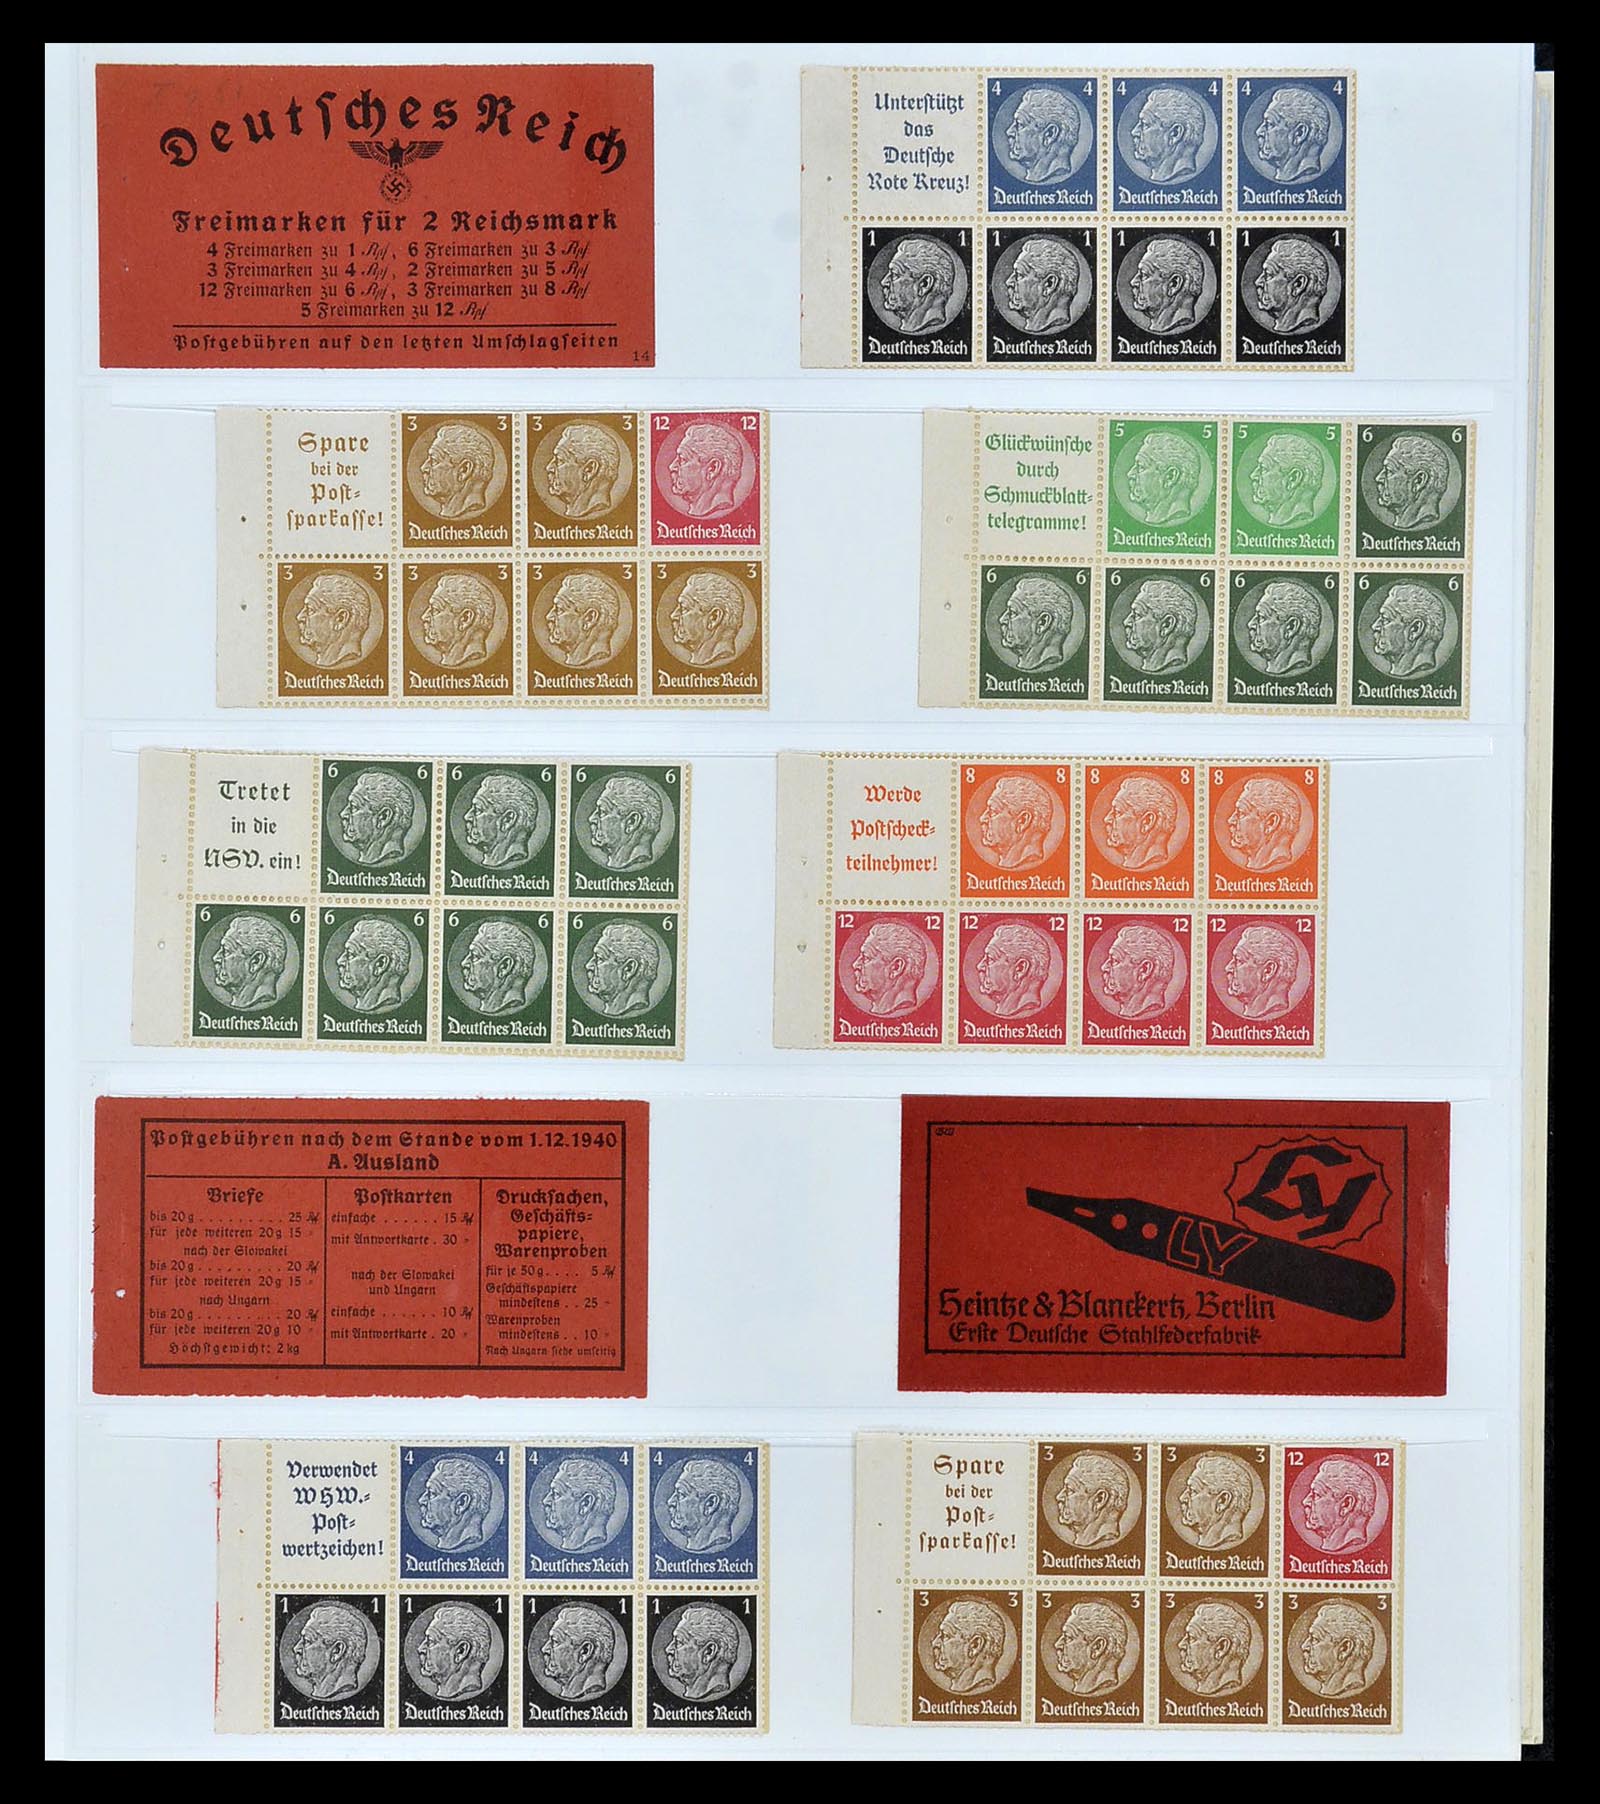 Deutsches Reich
Freimarken für 2 Reichsmark
4 Freimarken zu 1 Rpf, 6 Freimarken zu 3 Rpf
3 Freimarken zu 4 Rpf, 2 Freimarken zu 5 Rpf
12 Freimarken zu 6 Rpf, 3 Freimarken zu 8 Rpf
5 Freimarken zu 12 Rpf
Postgebühren auf den letzten Umschlagseiten
14
Unterstützt
das
Deutsche
Rote Kreuz!
4 4 4 4 4 4
Deutsches Reich Deutsches Reich Deutsches Reich
1 1 1 1 1 1 1 1
Deutsches Reich Deutsches Reich Deutsches Reich Deutsches Reich
Spare
bei der
Post=
sparkasse!
3 3 3 3 12 12
Deutsches Reich Deutsches Reich Deutsches Reich
3 3 3 3 3 3 3 3
Deutsches Reich Deutsches Reich Deutsches Reich Deutsches Reich
Glückwünsche
durch
Schmuckblatt=
telegramme!
5 5 5 5 6 6
Deutsches Reich Deutsches Reich Deutsches Reich
6 6 6 6 6 6 6 6
Deutsches Reich Deutsches Reich Deutsches Reich Deutsches Reich
Tretet
in die
NSV. ein!
6 6 6 6 6 6
Deutsches Reich Deutsches Reich Deutsches Reich
6 6 6 6 6 6 6 6
Deutsches Reich Deutsches Reich Deutsches Reich Deutsches Reich
Werde
Postscheck=
teilnehmer!
8 8 8 8 8 8
Deutsches Reich Deutsches Reich Deutsches Reich
12 12 12 12 12 12 12 12
Deutsches Reich Deutsches Reich Deutsches Reich Deutsches Reich
Postgebühren nach dem Stande vom 1.12.1940
A. Ausland
Briefe
bis 20 g . . . . . . . . . 25 Rpf
für jede weiteren 20 g 15 "
nach der Slowakei
bis 20 g . . . . . . . . . 20 Rpf
für jede weiteren 20 g 15 "
nach Ungarn
bis 20 g . . . . . . . . . 20 Rpf
für jede weiteren 20 g 10 "
Höchstgewicht: 2 kg
Postkarten
einfache . . . . . . 15 Rpf
mit Antwortkarte . 30 "
nach der Slowakei
und Ungarn
einfache . . . . . . 10 Rpf
mit Antwortkarte . 20 "
Drucksachen,
Geschäfts=
papiere,
Warenproben
für je 50 g . . . . 5 Rpf
Geschäftspapiere
mindestens . . 25 "
Warenproben
mindestens . . 10 "
Nach Ungarn siehe umseitig
LY
LY
Heintze & Blanckertz, Berlin
Erste Deutsche Stahlfederfabrik
Verwendet
WHW.=
Post=
wertzeichen!
4 4 4 4 4 4
Deutsches Reich Deutsches Reich Deutsches Reich
1 1 1 1 1 1 1 1
Deutsches Reich Deutsches Reich Deutsches Reich Deutsches Reich
Spare
bei der
Post=
sparkasse!
3 3 3 3 12 12
Deutsches Reich Deutsches Reich Deutsches Reich
3 3 3 3 3 3 3 3
Deutsches Reich Deutsches Reich Deutsches Reich Deutsches Reich